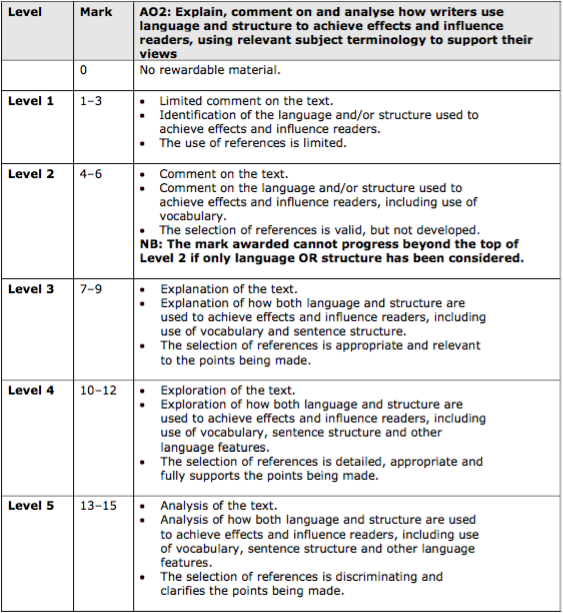 Level Mark AO2: Explain, comment on and analyse how writers use
language and structure to achieve effects and influence
readers, using relevant subject terminology to support their
views
0 No rewardable material.
Level 1 1–3 • Limited comment on the text.
• Identification of the language and/or structure used to
achieve effects and influence readers.
• The use of references is limited.
Level 2 4–6 • Comment on the text.
• Comment on the language and/or structure used to
achieve effects and influence readers, including use of
vocabulary.
• The selection of references is valid, but not developed.
NB: The mark awarded cannot progress beyond the top of
Level 2 if only language OR structure has been considered.
Level 3 7–9 • Explanation of the text.
• Explanation of how both language and structure are
used to achieve effects and influence readers, including
use of vocabulary and sentence structure.
• The selection of references is appropriate and relevant
to the points being made.
Level 4 10–12 • Exploration of the text.
• Exploration of how both language and structure are
used to achieve effects and influence readers, including
use of vocabulary, sentence structure and other
language features.
• The selection of references is detailed, appropriate and
fully supports the points being made.
Level 5 13–15 • Analysis of the text.
• Analysis of how both language and structure are used
to achieve effects and influence readers, including use
of vocabulary, sentence structure and other language
features.
• The selection of references is discriminating and
clarifies the points being made.